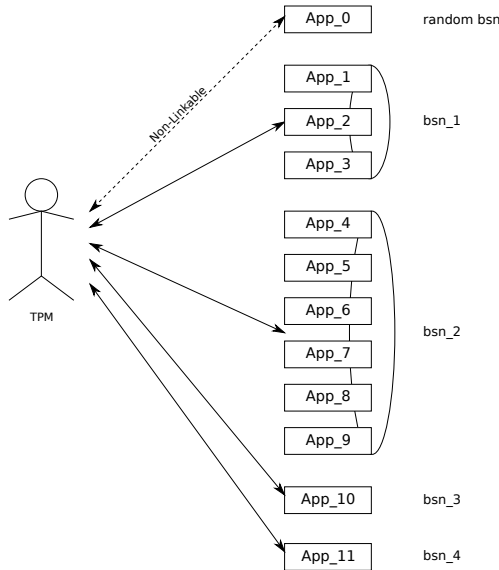 App_0 random bsn
Non-Linkable
App_1
App_2 bsn_1
App_3
App_4
App_5
App_6
bsn_2
App_7
App_8
App_9
TPM
App_10 bsn_3
App_11 bsn_4